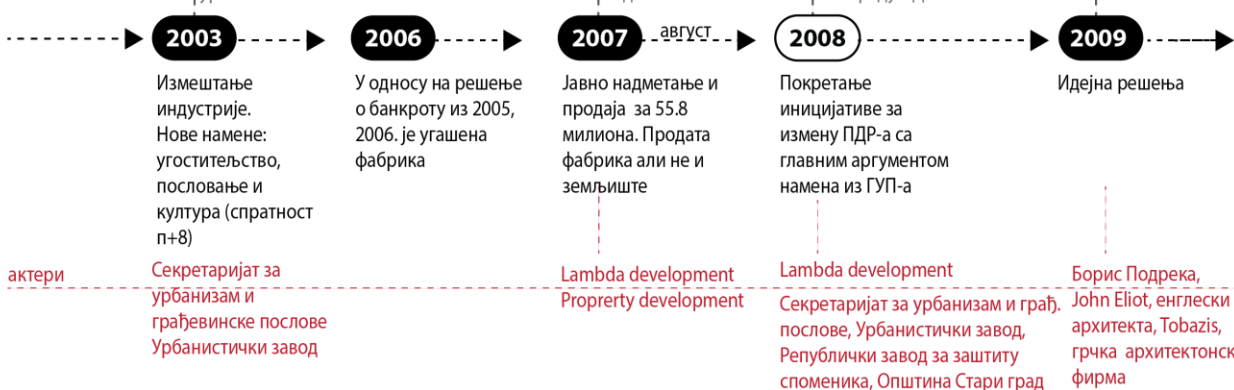 2003
2006
2007
август
2008
2009
Измештање
индустрије.
Нове намене:
угоститељство,
пословање и
култура (спратност
п+8)
У односу на решење
о банкроту из 2005,
2006. је угашена
фабрика
Јавно надметање и
продаја за 55.8
милиона. Продата
фабрика али не и
земљиште
Покретање
иницијативе за
измену ПДР-а са
главним аргументом
намена из ГУП-а
Идејна решења
актери
Секретаријат за
урбанизам и
грађевинске послове
Урбанистички завод
Lambda development
Proprerty development
Lambda development
Секретаријат за урбанизам и грађ.
послове, Урбанистички завод,
Републички завод за заштиту
споменика, Општина Стари град
Борис Подрека,
John Eliot, енглески
архитекта, Tobazis,
грчка архитектонск
фирма